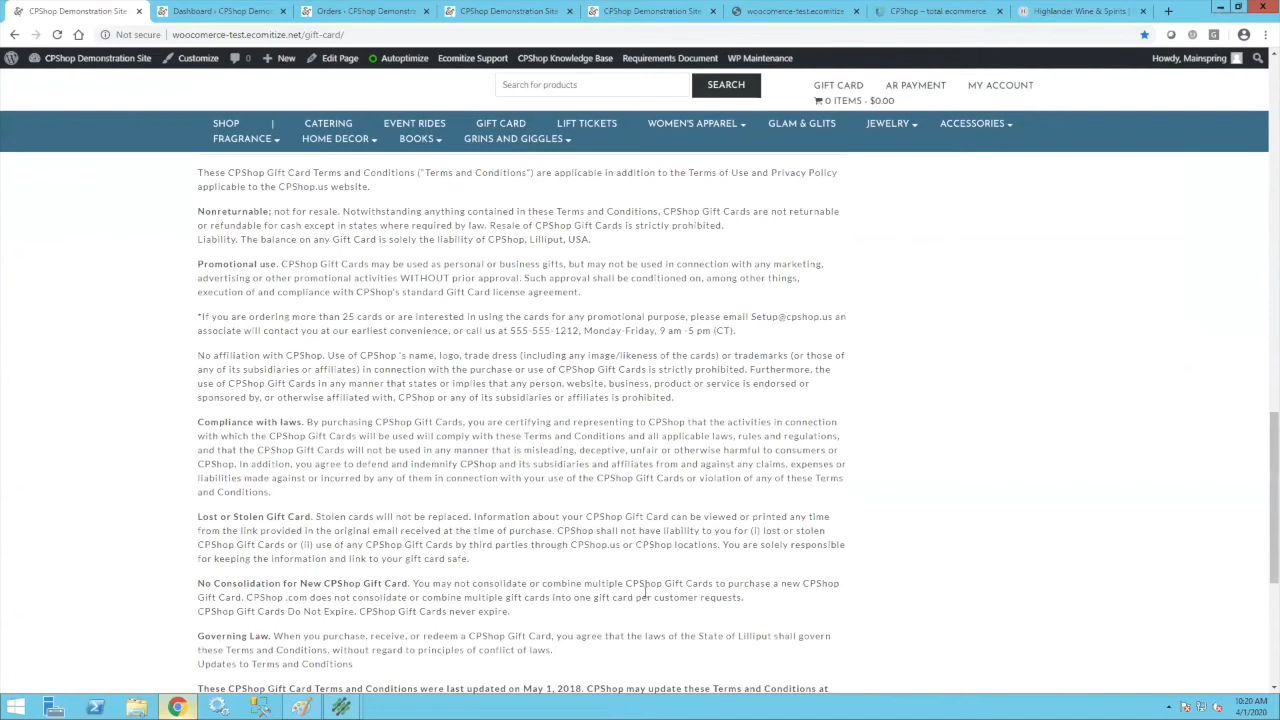 CPShop Demonstration Site
Dashboard ‹ CPShop Demo
Orders ‹ CPShop Demonstr
CPShop Demonstration Site
CPShop Demonstration Site
woocomerce-test.ecomitize
CPShop – total ecommerce
Highlander Wine & Spirits |
Not secure | woocomerce-test.ecomitize.net/gift-card/
CPShop Demonstration Site Customize 0 New Edit Page Autoptimize Ecomitize Support CPShop Knowledge Base Requirements Document WP Maintenance Howdy, Mainspring
Search for products SEARCH GIFT CARD AR PAYMENT MY ACCOUNT
0 ITEMS - $0.00
SHOP | CATERING EVENT RIDES GIFT CARD LIFT TICKETS WOMEN'S APPAREL GLAM & GLITS JEWELRY ACCESSORIES
FRAGRANCE HOME DECOR BOOKS GRINS AND GIGGLES
These CPShop Gift Card Terms and Conditions ("Terms and Conditions") are applicable in addition to the Terms of Use and Privacy Policy
applicable to the CPShop.us website.
Nonreturnable; not for resale. Notwithstanding anything contained in these Terms and Conditions, CPShop Gift Cards are not returnable
or refundable for cash except in states where required by law. Resale of CPShop Gift Cards is strictly prohibited.
Liability. The balance on any Gift Card is solely the liability of CPShop, Lilliput, USA.
Promotional use. CPShop Gift Cards may be used as personal or business gifts, but may not be used in connection with any marketing,
advertising or other promotional activities WITHOUT prior approval. Such approval shall be conditioned on, among other things,
execution of and compliance with CPShop's standard Gift Card license agreement.
*If you are ordering more than 25 cards or are interested in using the cards for any promotional purpose, please email Setup@cpshop.us an
associate will contact you at our earliest convenience, or call us at 555-555-1212, Monday-Friday, 9 am -5 pm (CT).
No affiliation with CPShop. Use of CPShop 's name, logo, trade dress (including any image/likeness of the cards) or trademarks (or those of
any of its subsidiaries or affiliates) in connection with the purchase or use of CPShop Gift Cards is strictly prohibited. Furthermore, the
use of CPShop Gift Cards in any manner that states or implies that any person, website, business, product or service is endorsed or
sponsored by, or otherwise affiliated with, CPShop or any of its subsidiaries or affiliates is prohibited.
Compliance with laws. By purchasing CPShop Gift Cards, you are certifying and representing to CPShop that the activities in connection
with which the CPShop Gift Cards will be used will comply with these Terms and Conditions and all applicable laws, rules and regulations,
and that the CPShop Gift Cards will not be used in any manner that is misleading, deceptive, unfair or otherwise harmful to consumers or
CPShop. In addition, you agree to defend and indemnify CPShop and its subsidiaries and affiliates from and against any claims, expenses or
liabilities made against or incurred by any of them in connection with your use of the CPShop Gift Cards or violation of any of these Terms
and Conditions.
Lost or Stolen Gift Card. Stolen cards will not be replaced. Information about your CPShop Gift Card can be viewed or printed any time
from the link provided in the original email received at the time of purchase. CPShop shall not have liability to you for (i) lost or stolen
CPShop Gift Cards or (ii) use of any CPShop Gift Cards by third parties through CPShop.us or CPShop locations. You are solely responsible
for keeping the information and link to your gift card safe.
No Consolidation for New CPShop Gift Card. You may not consolidate or combine multiple CPShop Gift Cards to purchase a new CPShop
Gift Card. CPShop .com does not consolidate or combine multiple gift cards into one gift card per customer requests.
CPShop Gift Cards Do Not Expire. CPShop Gift Cards never expire.
Governing Law. When you purchase, receive, or redeem a CPShop Gift Card, you agree that the laws of the State of Lilliput shall govern
these Terms and Conditions, without regard to principles of conflict of laws.
Updates to Terms and Conditions
These CPShop Gift Card Terms and Conditions were last updated on May 1, 2018. CPShop may update these Terms and Conditions at
10:20 AM
4/1/2020